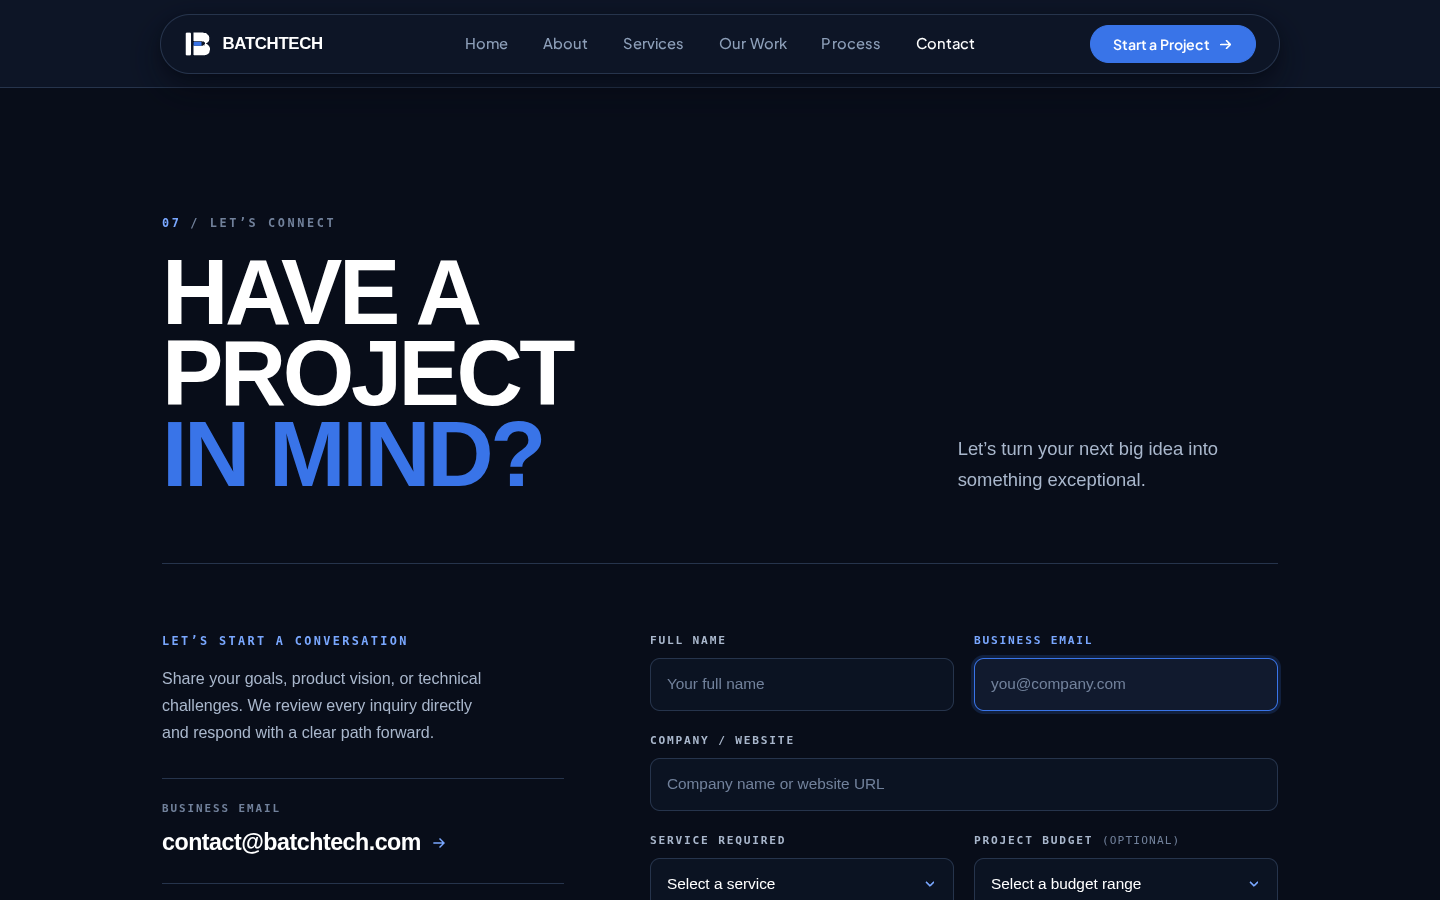 BATCHTECH
Home
About
Services
Our Work
Process
Contact
Start a Project
07 / LET’S CONNECT
HAVE A
PROJECT
IN MIND?
Let’s turn your next big idea into
something exceptional.
LET’S START A CONVERSATION
Share your goals, product vision, or technical
challenges. We review every inquiry directly
and respond with a clear path forward.
BUSINESS EMAIL
contact@batchtech.com
FULL NAME
Your full name
BUSINESS EMAIL
you@company.com
COMPANY / WEBSITE
Company name or website URL
SERVICE REQUIRED
Select a service
PROJECT BUDGET (OPTIONAL)
Select a budget range